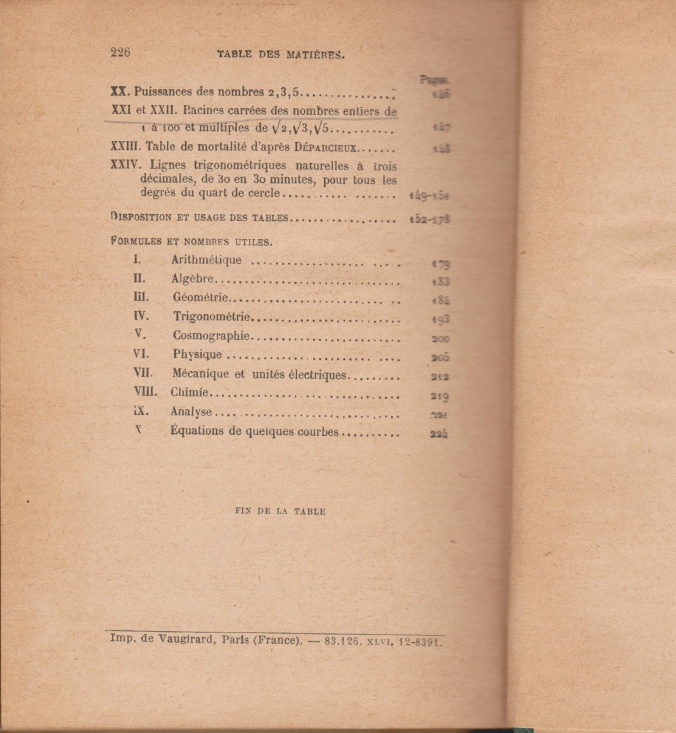 226 TABLE DES MATIÈRES.
Pages.
XX. Puissances des nombres 2,3,5................ 146
XXI et XXII. Racines carrées des nombres entiers de
1 à 100 et multiples de √2,√3,√5........... 147
XXIII. Table de mortalité d'après DÉPARCIEUX....... 148
XXIV. Lignes trigonométriques naturelles à trois
décimales, de 30 en 30 minutes, pour tous les
degrés du quart de cercle.................... 149-151
DISPOSITION ET USAGE DES TABLES.................. 152-178
FORMULES ET NOMBRES UTILES.
I. Arithmétique ...................... 179
II. Algèbre............................. 183
III. Géométrie........................... 184
IV. Trigonométrie........................ 193
V. Cosmographie........................ 200
VI. Physique ........................... 205
VII. Mécanique et unités électriques......... 212
VIII. Chimie.............................. 219
IX. Analyse............................. 221
X Équations de quelques courbes.......... 224
FIN DE LA TABLE
Imp. de Vaugirard, Paris (France). — 83.126. XLVI. 12-8391.